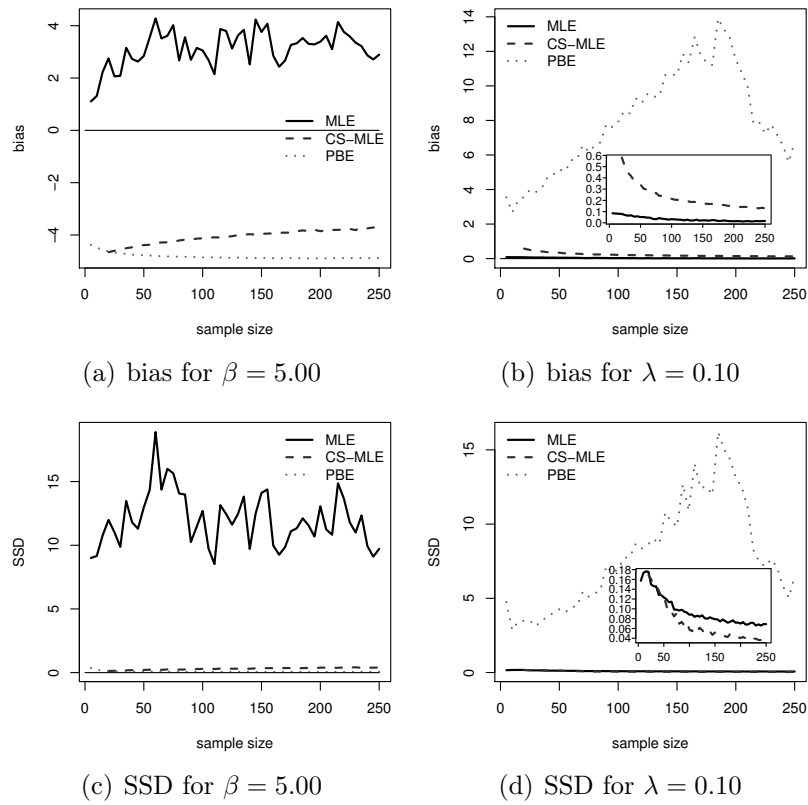 4
2
0
−2
−4
bias
MLE
CS−MLE
PBE
0 50 100 150 200 250
sample size
(a) bias for β = 5.00
14
12
10
8
6
4
2
0
bias
MLE
CS−MLE
PBE
0.6
0.5
0.4
0.3
0.2
0.1
0.0
0 50 100 150 200 250
0 50 100 150 200 250 300
sample size
(b) bias for λ = 0.10
15
10
5
0
SSD
MLE
CS−MLE
PBE
0 50 100 150 200 250
sample size
(c) SSD for β = 5.00
15
10
5
0
SSD
MLE
CS−MLE
PBE
0.18
0.16
0.14
0.12
0.10
0.08
0.06
0.04
0 50 100 150 200 250
0 50 100 150 200 250 300
sample size
(d) SSD for λ = 0.10